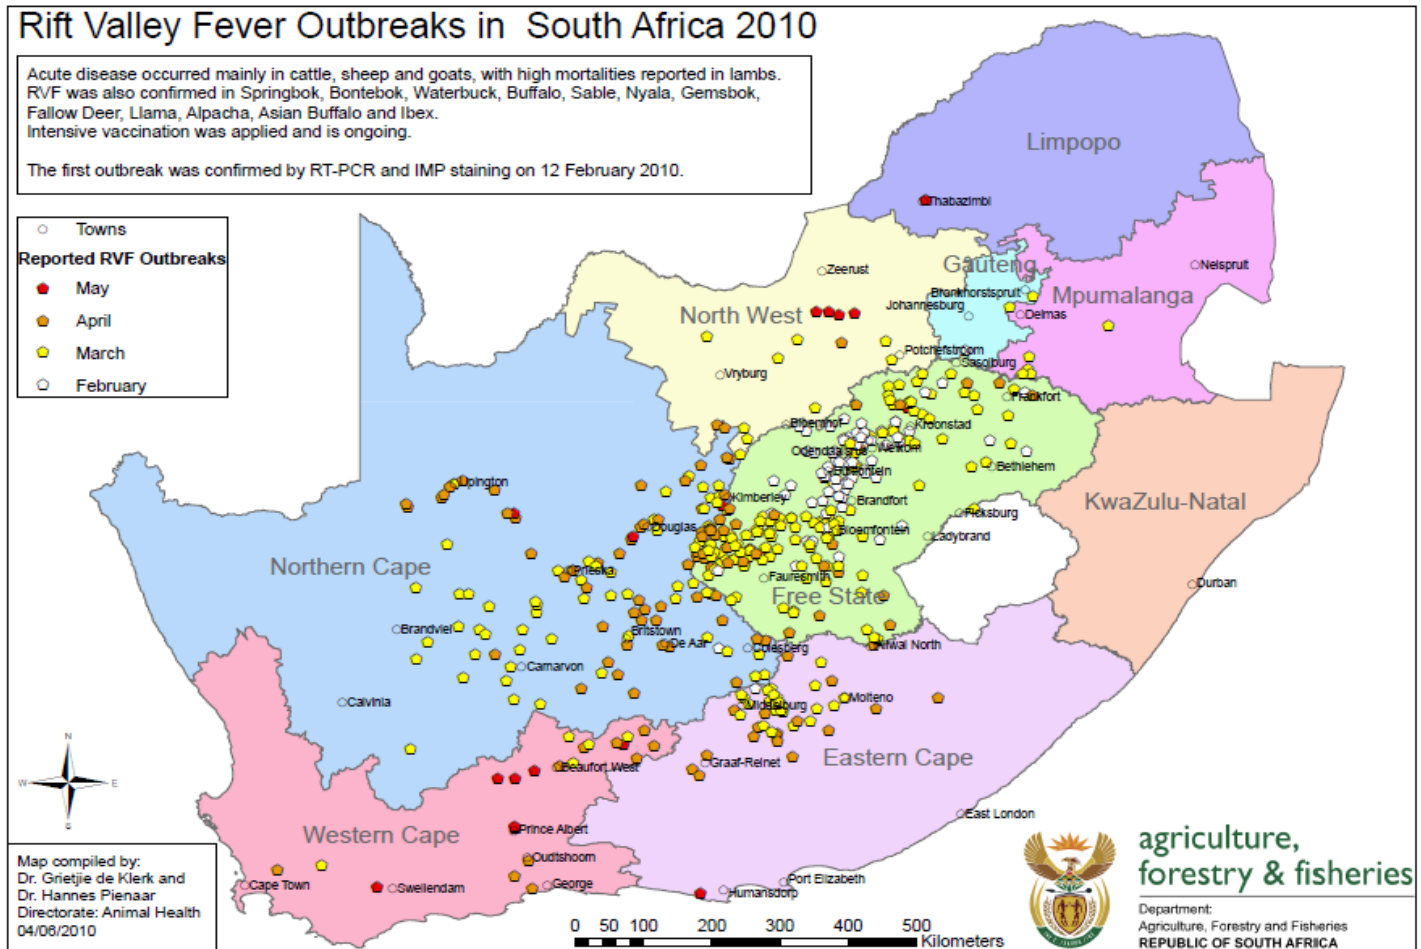 Rift Valley Fever Outbreaks in South Africa 2010
Acute disease occurred mainly in cattle, sheep and goats, with high mortalities reported in lambs.
RVF was also confirmed in Springbok, Bontebok, Waterbuck, Buffalo, Sable, Nyala, Gemsbok,
Fallow Deer, Llama, Alpacha, Asian Buffalo and Ibex.
Intensive vaccination was applied and is ongoing.
The first outbreak was confirmed by RT-PCR and IMP staining on 12 February 2010.
Towns
Reported RVF Outbreaks
May
April
March
February
Limpopo
Thabazimbi
Gauteng
Nelspruit
Zeerust
Bronkhorstspruit
Mpumalanga
Johannesburg
North West
Delmas
Potchefstroom
Sasolburg
Vryburg
Frankfort
Bloemhof
Kroonstad
Odendaalsrus
Welkom
Bethlehem
Upington
Kimberley
Brandfort
KwaZulu-Natal
Ficksburg
Douglas
Bloemfontein
Ladybrand
Northern Cape
Prieska
Fauresmith
Durban
Free State
Brandvlei
Britstown
De Aar
Colesberg
Aliwal North
Carnarvon
Calvinia
Molteno
Middelburg
Eastern Cape
Graaf-Reinet
Beaufort West
East London
Western Cape
Prince Albert
Oudtshoorn
Cape Town
Swellendam
George
Port Elizabeth
Humansdorp
N
W
E
S
Map compiled by:
Dr. Grietjie de Klerk and
Dr. Hannes Pienaar
Directorate: Animal Health
04/06/2010
0 50 100 200 300 400 500
Kilometers
agriculture,
forestry & fisheries
Department:
Agriculture, Forestry and Fisheries
REPUBLIC OF SOUTH AFRICA